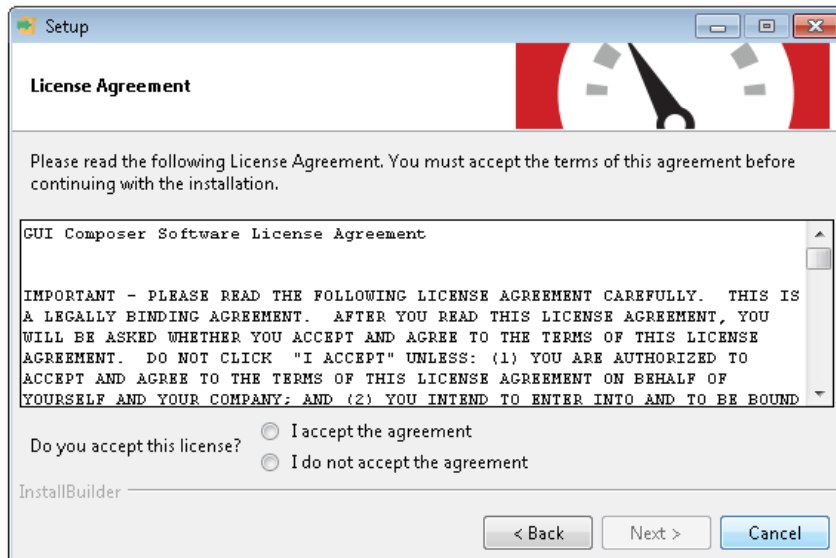 Setup
License Agreement
Please read the following License Agreement. You must accept the terms of this agreement before
continuing with the installation.
GUI Composer Software License Agreement
IMPORTANT - PLEASE READ THE FOLLOWING LICENSE AGREEMENT CAREFULLY.  THIS IS
A LEGALLY BINDING AGREEMENT.  AFTER YOU READ THIS LICENSE AGREEMENT, YOU
WILL BE ASKED WHETHER YOU ACCEPT AND AGREE TO THE TERMS OF THIS LICENSE
AGREEMENT.  DO NOT CLICK  "I ACCEPT" UNLESS: (1) YOU ARE AUTHORIZED TO
ACCEPT AND AGREE TO THE TERMS OF THIS LICENSE AGREEMENT ON BEHALF OF
YOURSELF AND YOUR COMPANY; AND (2) YOU INTEND TO ENTER INTO AND TO BE BOUND
Do you accept this license?
I accept the agreement
I do not accept the agreement
InstallBuilder
< Back
Next >
Cancel